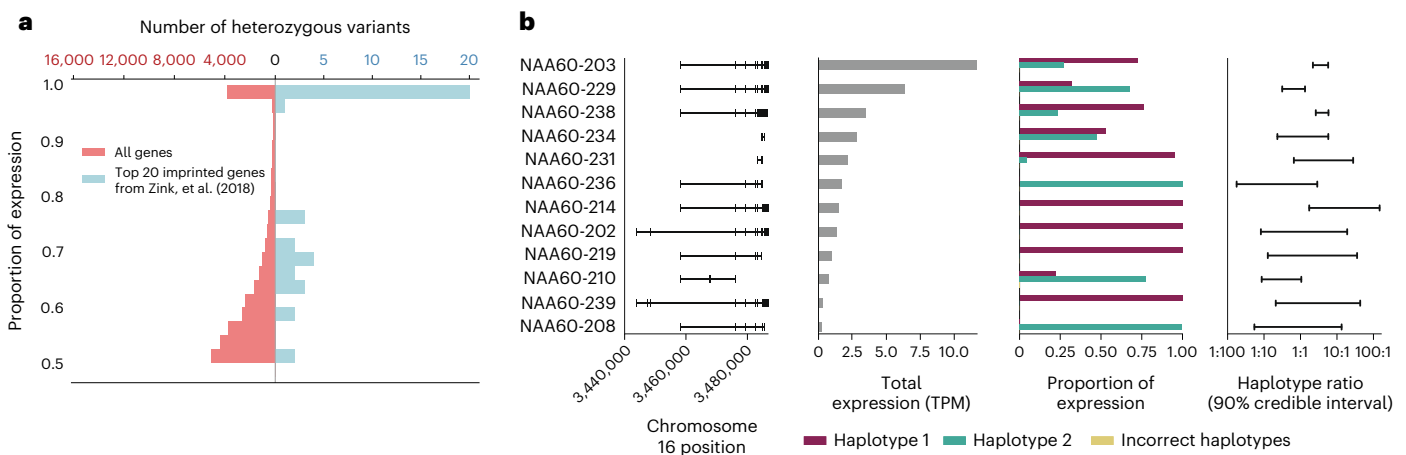 a
Number of heterozygous variants
16,000 12,000 8,000 4,000 0 5 10 15 20
Proportion of expression
1.0
0.9
0.8
0.7
0.6
0.5
All genes
Top 20 imprinted genes
from Zink, et al. (2018)
b
NAA60-203
NAA60-229
NAA60-238
NAA60-234
NAA60-231
NAA60-236
NAA60-214
NAA60-202
NAA60-219
NAA60-210
NAA60-239
NAA60-208
3,440,000 3,460,000 3,480,000
Chromosome
16 position
0 2.5 5.0 7.5 10.0
Total
expression (TPM)
0 0.25 0.50 0.75 1.00
Proportion of
expression
1:100 1:10 1:1 10:1 100:1
Haplotype ratio
(90% credible interval)
Haplotype 1 Haplotype 2 Incorrect haplotypes